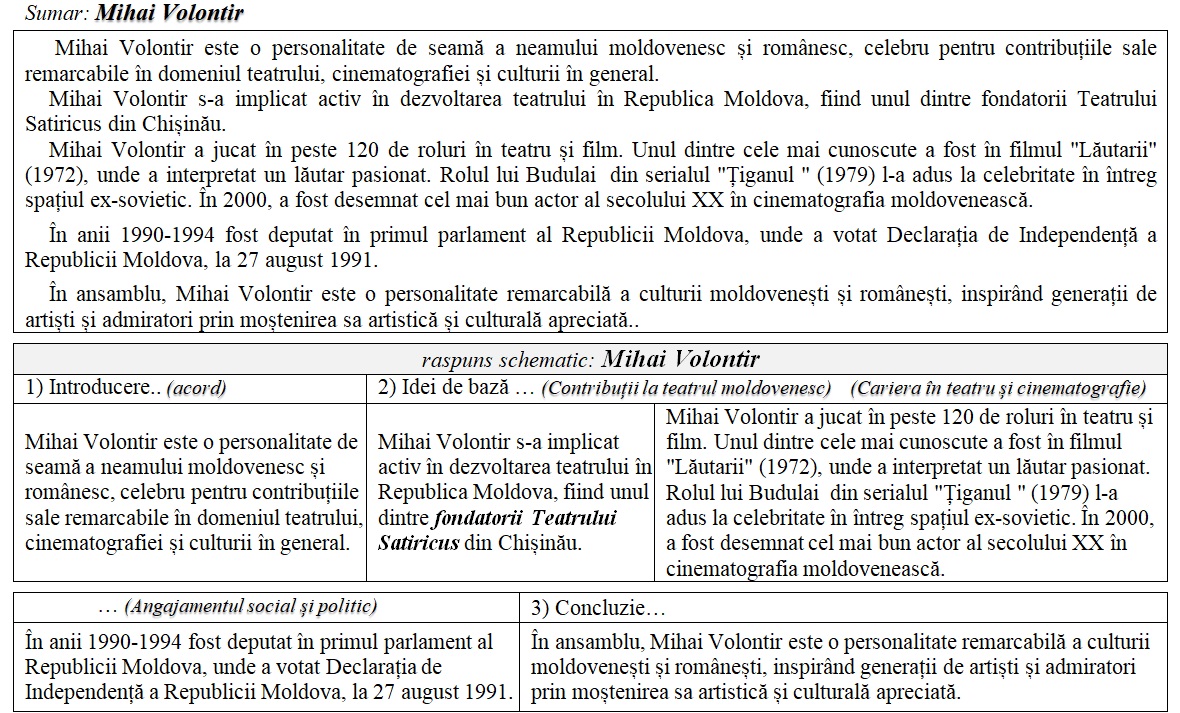 Sumar: Mihai Volontir
Mihai Volontir este o personalitate de seamă a neamului moldovenesc și românesc, celebru pentru contribuțiile sale
remarcabile în domeniul teatrului, cinematografiei și culturii în general.
Mihai Volontir s-a implicat activ în dezvoltarea teatrului în Republica Moldova, fiind unul dintre fondatorii Teatrului
Satiricus din Chișinău.
Mihai Volontir a jucat în peste 120 de roluri în teatru și film. Unul dintre cele mai cunoscute a fost în filmul "Lăutarii"
(1972), unde a interpretat un lăutar pasionat. Rolul lui Budulai din serialul "Țiganul " (1979) l-a adus la celebritate în întreg
spațiul ex-sovietic. În 2000, a fost desemnat cel mai bun actor al secolului XX în cinematografia moldovenească.
În anii 1990-1994 fost deputat în primul parlament al Republicii Moldova, unde a votat Declarația de Independență a
Republicii Moldova, la 27 august 1991.
În ansamblu, Mihai Volontir este o personalitate remarcabilă a culturii moldovenești și românești, inspirând generații de
artiști și admiratori prin moștenirea sa artistică și culturală apreciată..
raspuns schematic: Mihai Volontir
1) Introducere.. (acord)
2) Idei de bază … (Contribuții la teatrul moldovenesc) (Cariera în teatru și cinematografie)
Mihai Volontir este o personalitate de
seamă a neamului moldovenesc și
românesc, celebru pentru contribuțiile
sale remarcabile în domeniul teatrului,
cinematografiei și culturii în general.
Mihai Volontir s-a implicat
activ în dezvoltarea teatrului în
Republica Moldova, fiind unul
dintre fondatorii Teatrului
Satiricus din Chișinău.
Mihai Volontir a jucat în peste 120 de roluri în teatru și
film. Unul dintre cele mai cunoscute a fost în filmul
"Lăutarii" (1972), unde a interpretat un lăutar pasionat.
Rolul lui Budulai din serialul "Țiganul " (1979) l-a
adus la celebritate în întreg spațiul ex-sovietic. În 2000,
a fost desemnat cel mai bun actor al secolului XX în
cinematografia moldovenească.
… (Angajamentul social și politic)
3) Concluzie…
În anii 1990-1994 fost deputat în primul parlament al
Republicii Moldova, unde a votat Declarația de
Independență a Republicii Moldova, la 27 august 1991.
În ansamblu, Mihai Volontir este o personalitate remarcabilă a culturii
moldovenești și românești, inspirând generații de artiști și admiratori
prin moștenirea sa artistică și culturală apreciată.